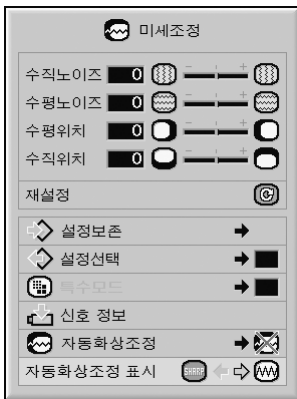 미세조정
수직노이즈 0
수평노이즈 0
수평위치 0
수직위치 0
재설정
설정보존
설정선택
특수모드
신호 정보
자동화상조정
자동화상조정 표시 SHARP